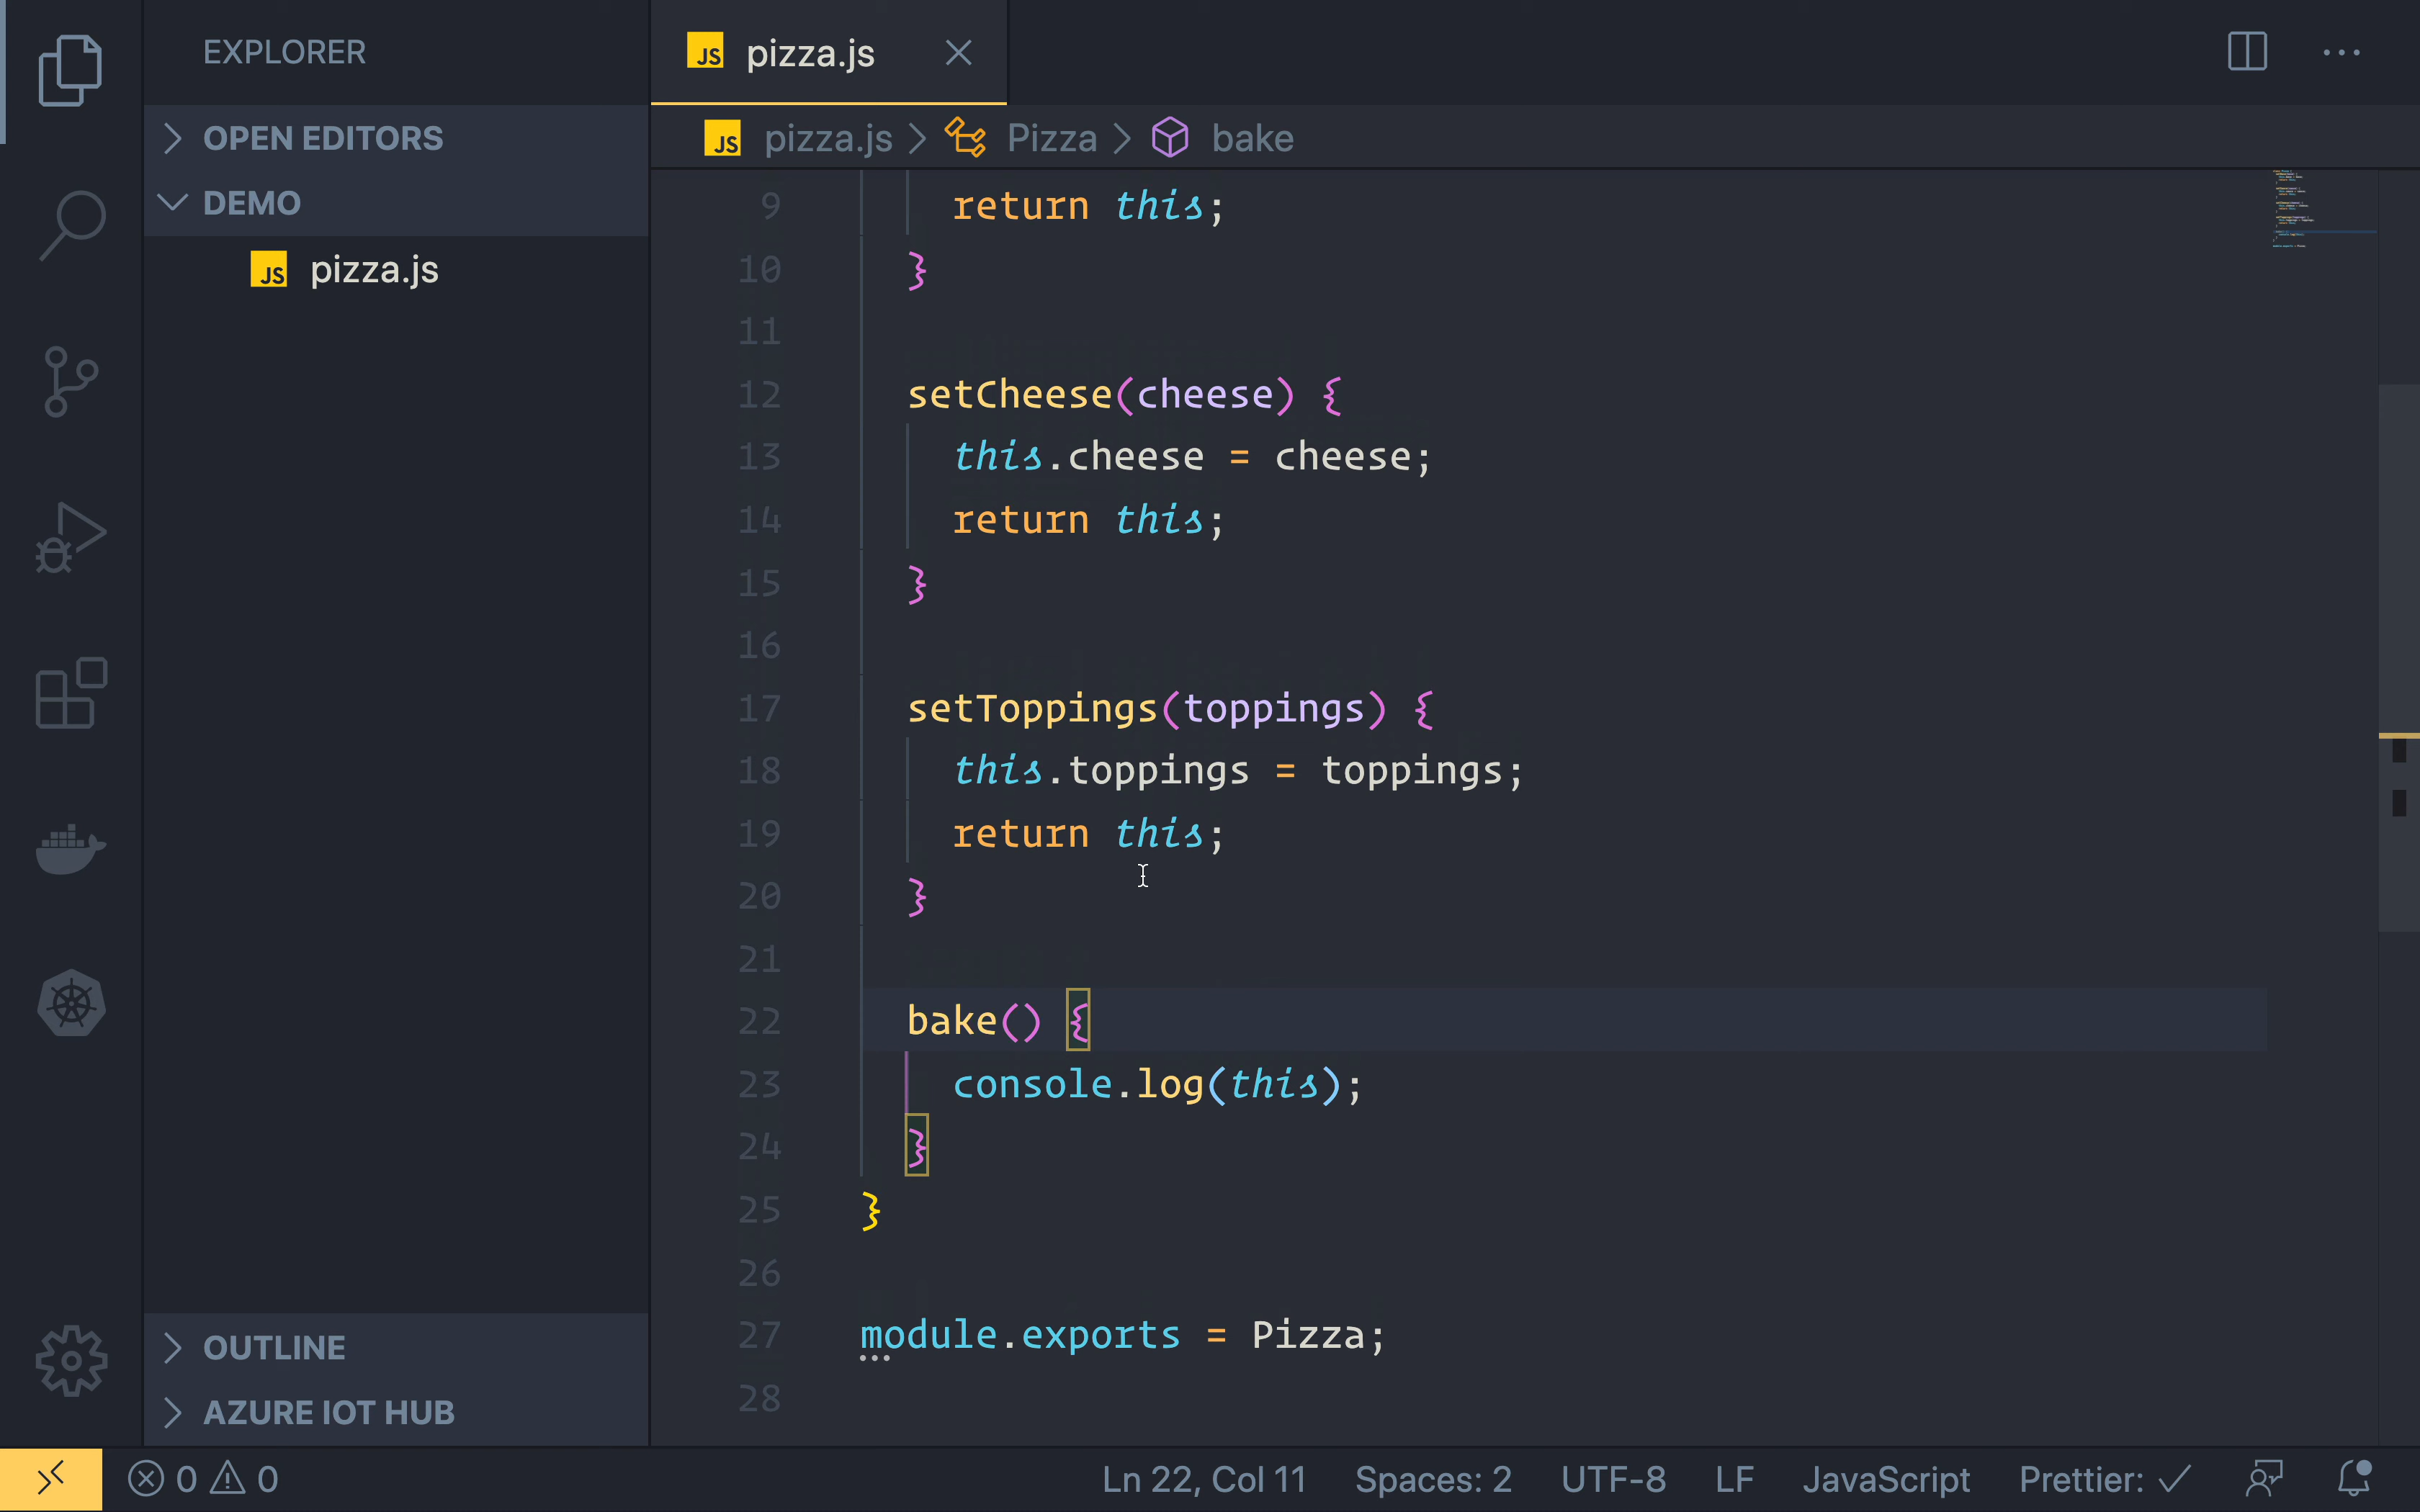 EXPLORER
OPEN EDITORS
DEMO
JS pizza.js
OUTLINE
AZURE IOT HUB
JS pizza.js
JS pizza.js > Pizza > bake
9 return this;
10 }
11
12 setCheese(cheese) {
13 this.cheese = cheese;
14 return this;
15 }
16
17 setToppings(toppings) {
18 this.toppings = toppings;
19 return this;
20 }
21
22 bake() {
23 console.log(this);
24 }
25 }
26
27 module.exports = Pizza;
28
0 0 Ln 22, Col 11 Spaces: 2 UTF-8 LF JavaScript Prettier: ✓